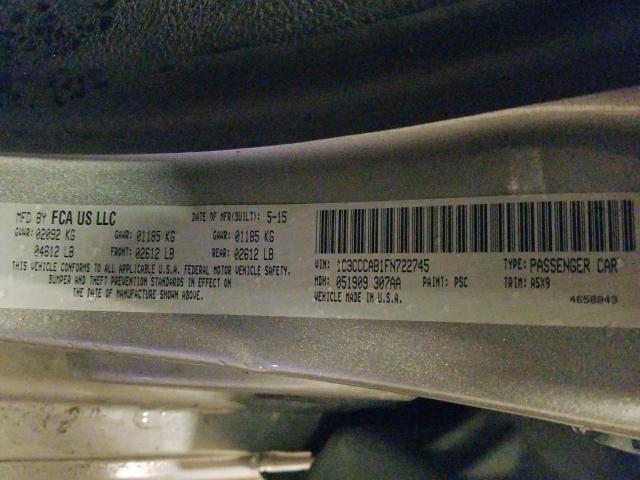 MFD BY FCA US LLC DATE OF MFR(BUILT): 5-15
GVWR: 02092 KG GAWR: 01185 KG GAWR: 01185 KG
04612 LB FRONT: 02612 LB REAR: 02612 LB
THIS VEHICLE CONFORMS TO ALL APPLICABLE U.S.A. FEDERAL MOTOR VEHICLE SAFETY,
BUMPER AND THEFT PREVENTION STANDARDS IN EFFECT ON
THE DATE OF MANUFACTURE SHOWN ABOVE.
VIN: 1C3CCCAB1FN722745 TYPE: PASSENGER CAR
MDH: 051909 307AA PAINT: PSC TRIM: A5X9
VEHICLE MADE IN U.S.A. 4658843